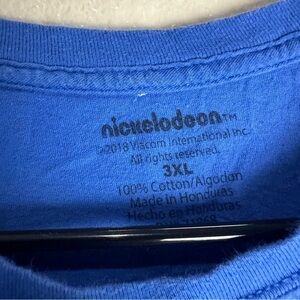 nickelodeon™
©2018 Viacom International Inc.
All rights reserved.
3XL
100% Cotton/Algodon
Made in Honduras
Hecho en Honduras